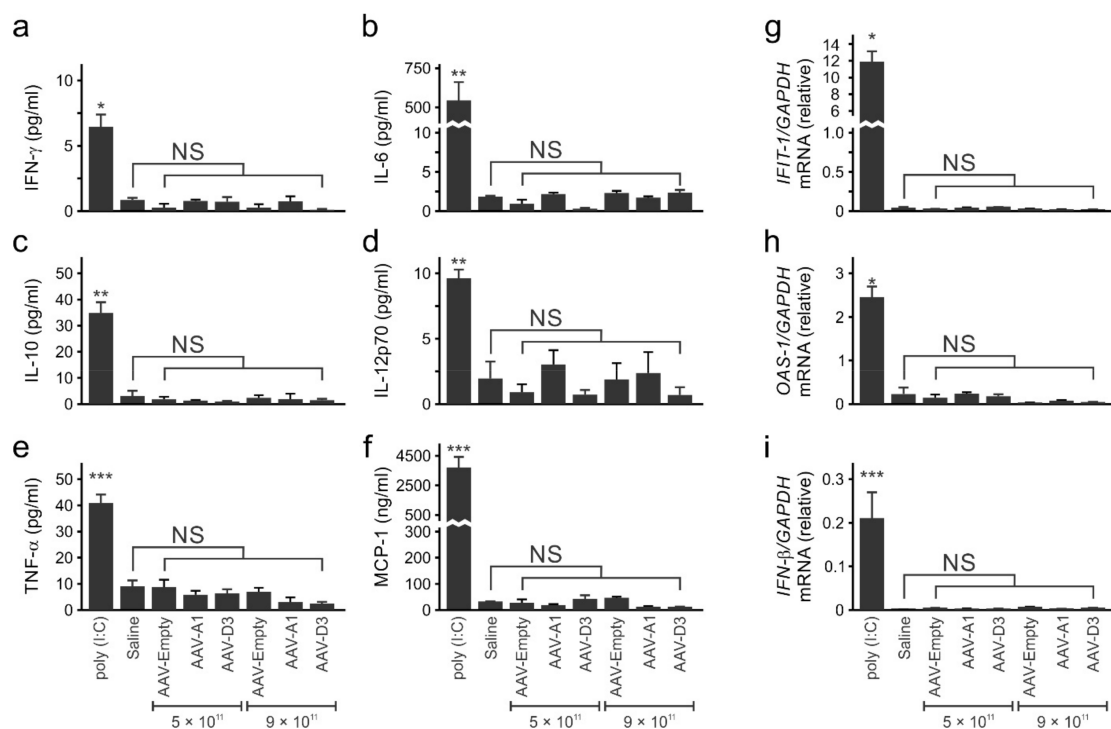 a
IFN-γ (pg/ml)
10
5
0
*
NS
b
IL-6 (pg/ml)
750
500
10
5
2.5
0
**
NS
g
IFIT-1/GAPDH
mRNA (relative)
14
12
10
1.0
0.5
0.25
0
*
NS
c
IL-10 (pg/ml)
50
40
30
20
10
0
**
NS
d
IL-12p70 (pg/ml)
10
5
0
**
NS
h
OAS-1/GAPDH
mRNA (relative)
3
2
1
0
*
NS
e
TNF-α (pg/ml)
50
40
30
20
10
0
***
NS
f
MCP-1 (ng/ml)
4500
2500
500
300
200
100
0
***
NS
i
IFN-β/GAPDH
mRNA (relative)
0.3
0.2
0.1
0
***
NS
poly (I:C)
Saline
AAV-Empty
AAV-A1
AAV-D3
AAV-Empty
AAV-A1
AAV-D3
5 × 10¹¹
9 × 10¹¹
poly (I:C)
Saline
AAV-Empty
AAV-A1
AAV-D3
AAV-Empty
AAV-A1
AAV-D3
5 × 10¹¹
9 × 10¹¹
poly (I:C)
Saline
AAV-Empty
AAV-A1
AAV-D3
AAV-Empty
AAV-A1
AAV-D3
5 × 10¹¹
9 × 10¹¹